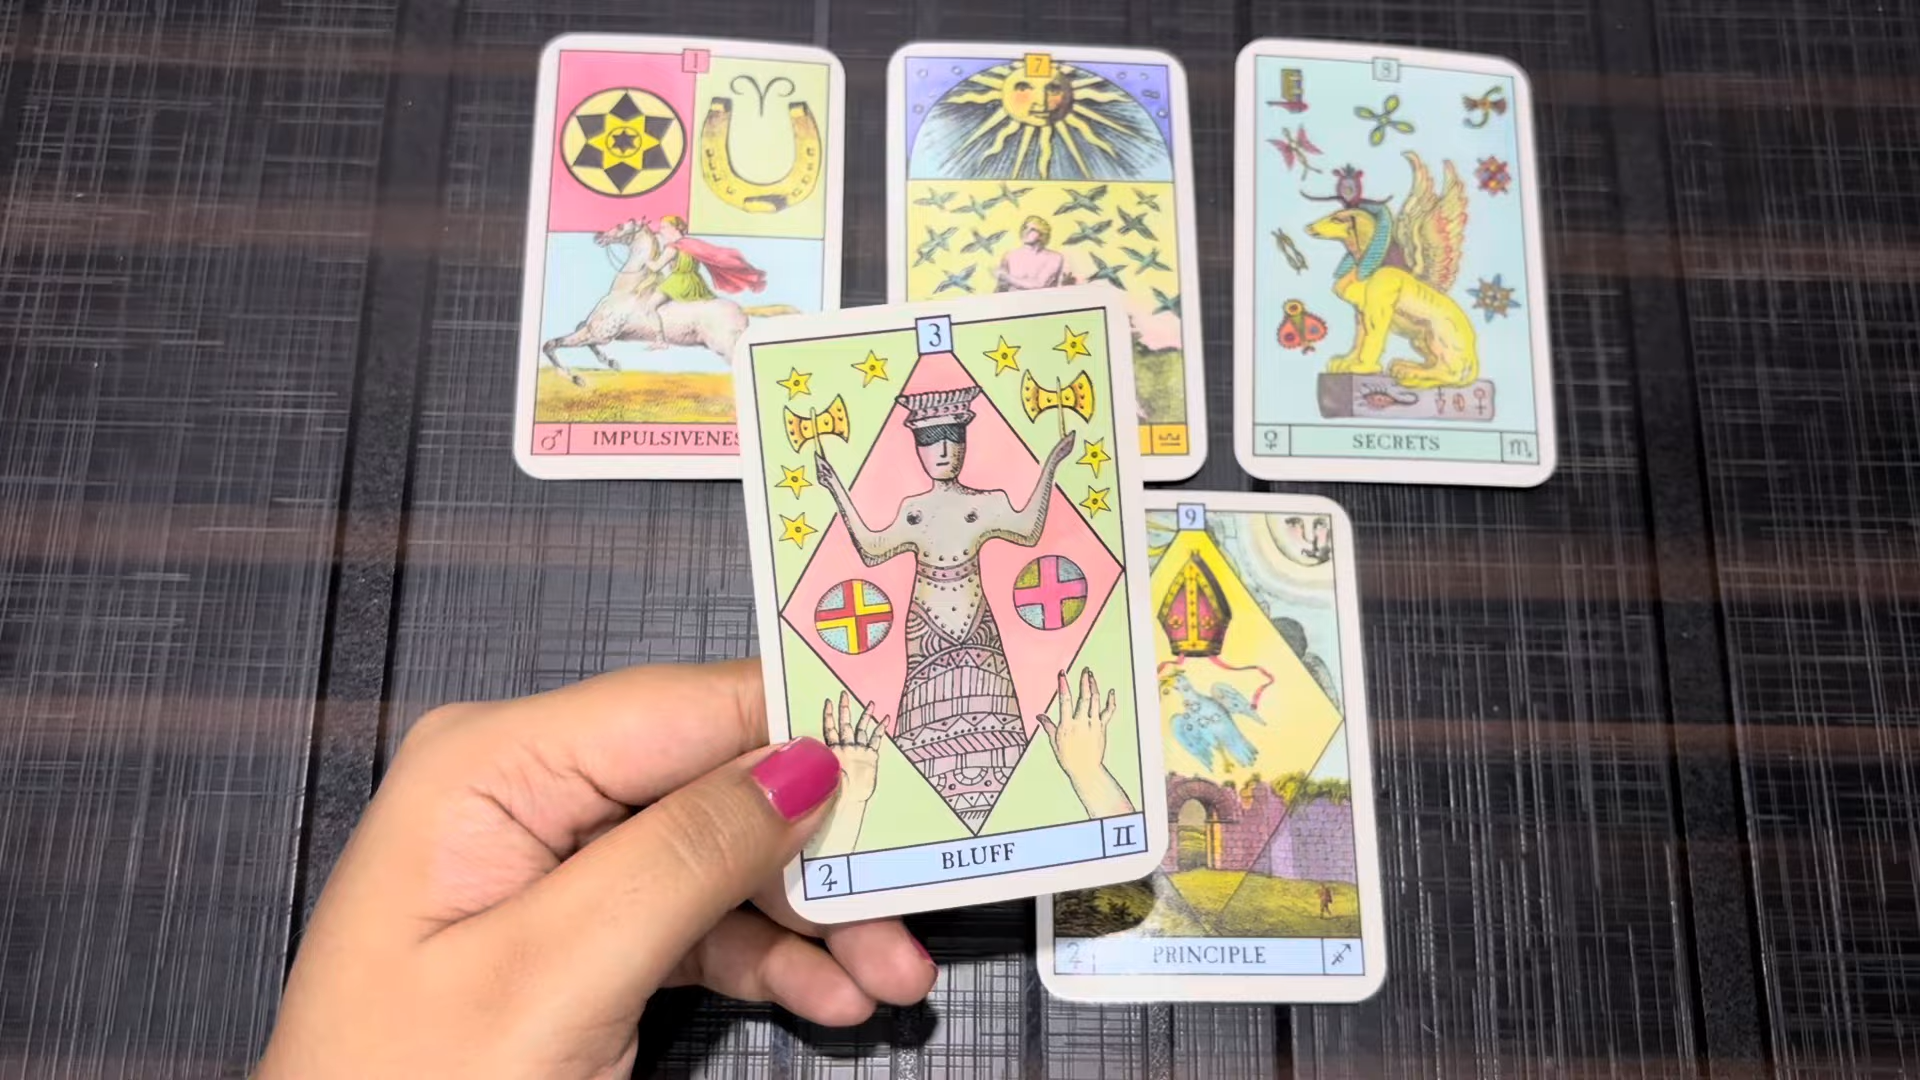 1
7
8
E
IMPULSIVENES
SECRETS
3
9
BLUFF
PRINCIPLE